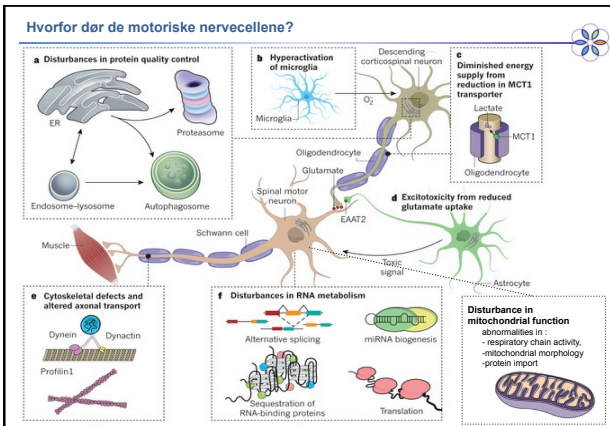 Hvorfor dør de motoriske nervecellene?
a Disturbances in protein quality control
ER
Proteasome
Endosome–lysosome
Autophagosome
b Hyperactivation
of microglia
Microglia
O2-
Descending
corticospinal neuron
c
Diminished energy
supply from
reduction in MCT1
transporter
Lactate
MCT1
Oligodendrocyte
Oligodendrocyte
Glutamate
Spinal motor
neuron
EAAT2
d Excitotoxicity from reduced
glutamate uptake
Schwann cell
Muscle
Toxic
signal
Astrocyte
e Cytoskeletal defects and
altered axonal transport
Dynein
Dynactin
Profilin1
f Disturbances in RNA metabolism
Alternative splicing
miRNA biogenesis
Sequestration of
RNA-binding proteins
Translation
Disturbance in
mitochondrial function
abnormalities in :
- respiratory chain activity,
-mitochondrial morphology
-protein import